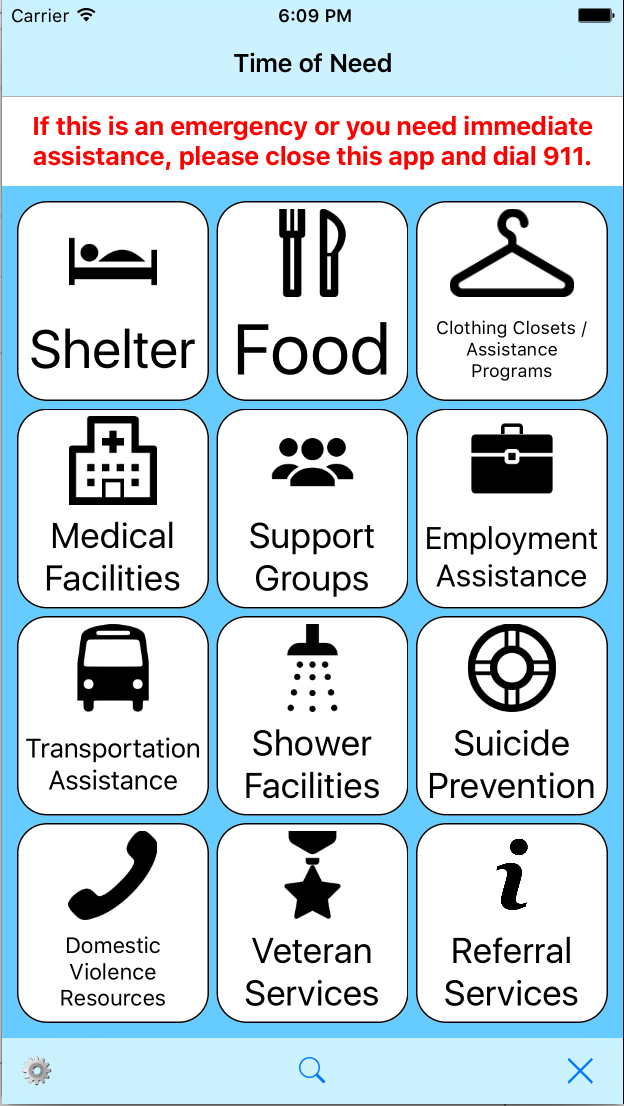 Carrier 6:09 PM
Time of Need
If this is an emergency or you need immediate
assistance, please close this app and dial 911.
Shelter
Food
Clothing Closets /
Assistance
Programs
Medical
Facilities
Support
Groups
Employment
Assistance
Transportation
Assistance
Shower
Facilities
Suicide
Prevention
Domestic
Violence
Resources
Veteran
Services
Referral
Services